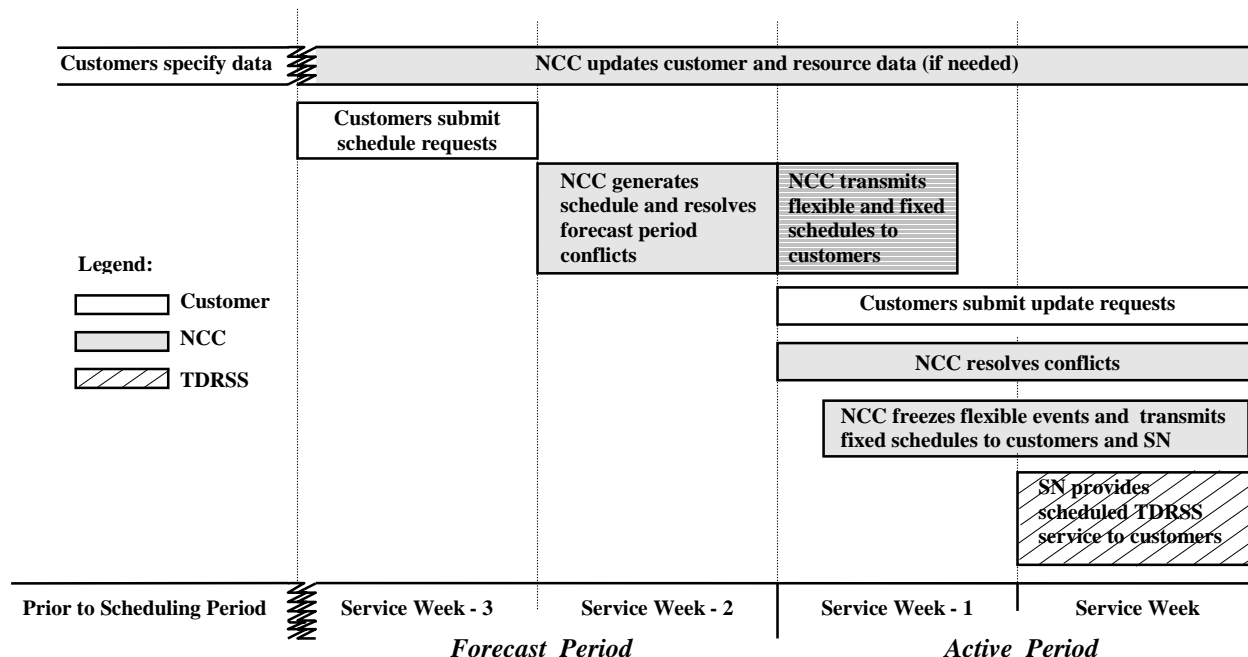 Customers specify data
NCC updates customer and resource data (if needed)
Customers submit
schedule requests
NCC generates
schedule and resolves
forecast period
conflicts
NCC transmits
flexible and fixed
schedules to
customers
Legend:
Customer
NCC
TDRSS
Customers submit update requests
NCC resolves conflicts
NCC freezes flexible events and transmits
fixed schedules to customers and SN
SN provides
scheduled TDRSS
service to customers
Prior to Scheduling Period
Service Week - 3
Service Week - 2
Service Week - 1
Service Week
Forecast Period
Active Period